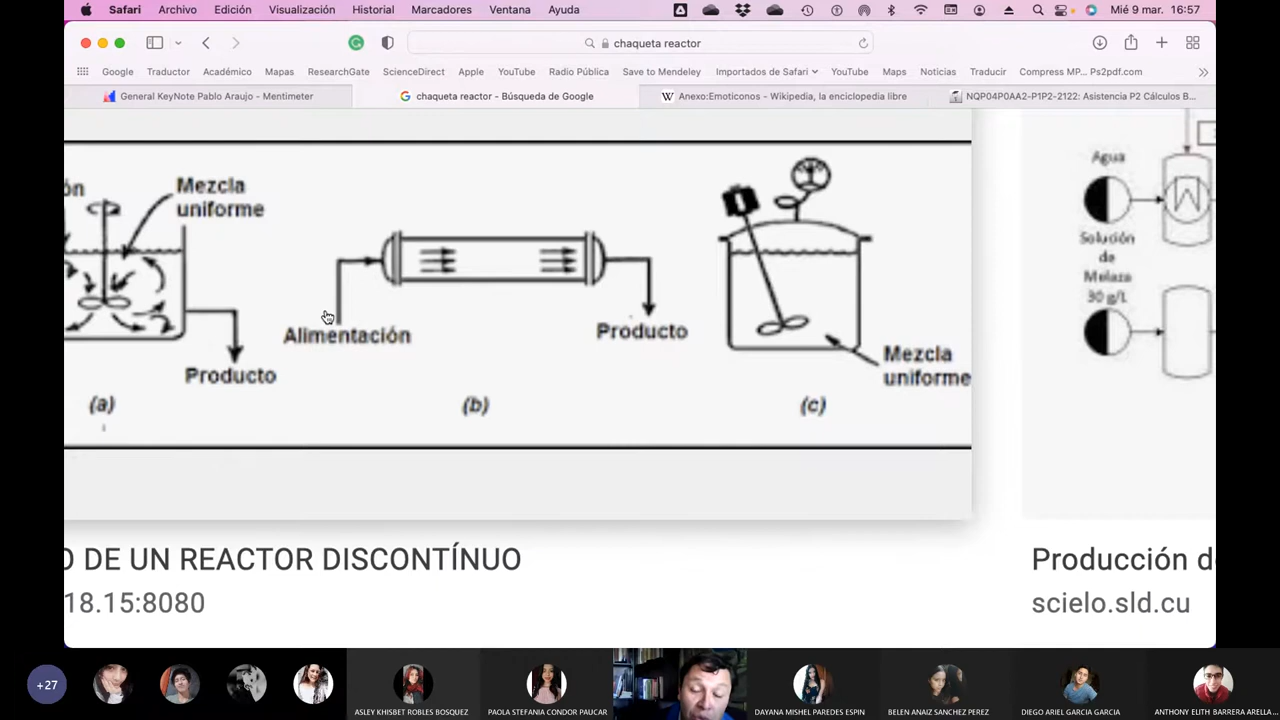 Safari Archivo Edición Visualización Historial Marcadores Ventana Ayuda Mié 9 mar. 16:57
chaqueta reactor
Google Traductor Académico Mapas ResearchGate ScienceDirect Apple YouTube Radio Pública Save to Mendeley Importados de Safari YouTube Maps Noticias Traducir Compress MP... Ps2pdf.com
General KeyNote Pablo Araujo - Mentimeter
chaqueta reactor - Búsqueda de Google
Anexo:Emoticonos - Wikipedia, la enciclopedia libre
NQP04P0AA2-P1P2-2122: Asistencia P2 Cálculos B...
ón
Mezcla
uniforme
Producto
(a)
Alimentación
Producto
(b)
Mezcla
uniforme
(c)
Agua
Solución
de
Melaza
30 g/L
O DE UN REACTOR DISCONTÍNUO
18.15:8080
Producción d
scielo.sld.cu
+27
ASLEY KHISBET ROBLES BOSQUEZ
PAOLA STEFANIA CONDOR PAUCAR
DAYANA MISHEL PAREDES ESPIN
BELEN ANAIZ SANCHEZ PEREZ
DIEGO ARIEL GARCIA GARCIA
ANTHONY ELITH BARRERA ARELLA...